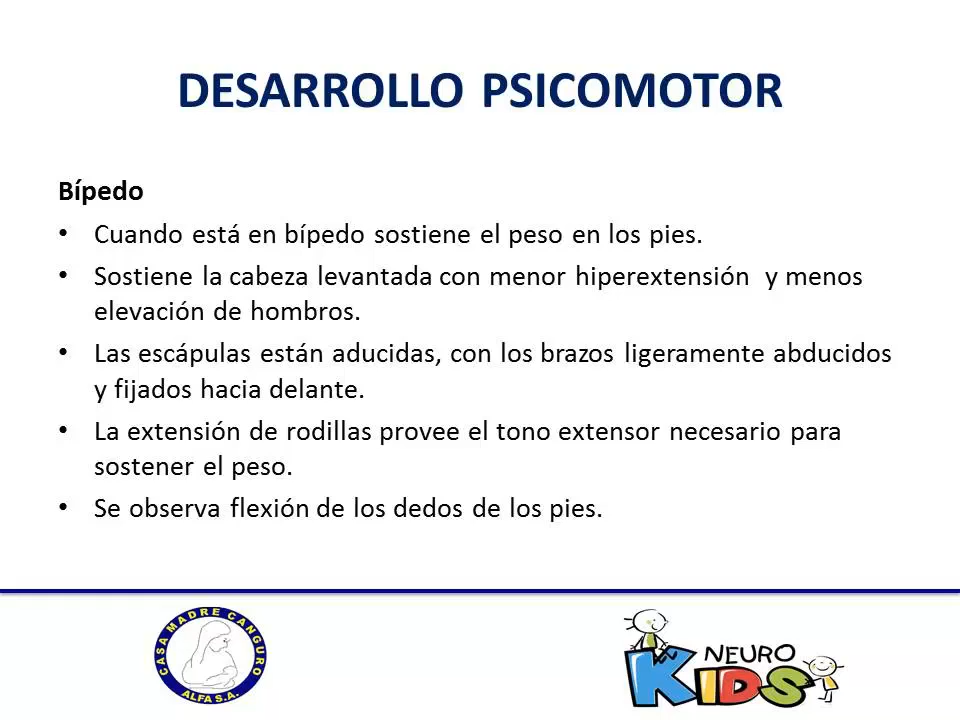 DESARROLLO PSICOMOTOR
Bípedo
• Cuando está en bípedo sostiene el peso en los pies.
• Sostiene la cabeza levantada con menor hiperextensión y menos
elevación de hombros.
• Las escápulas están aducidas, con los brazos ligeramente abducidos
y fijados hacia delante.
• La extensión de rodillas provee el tono extensor necesario para
sostener el peso.
• Se observa flexión de los dedos de los pies.
CASA MADRE CANGURO
ALFA S.A.
NEURO
KIDS